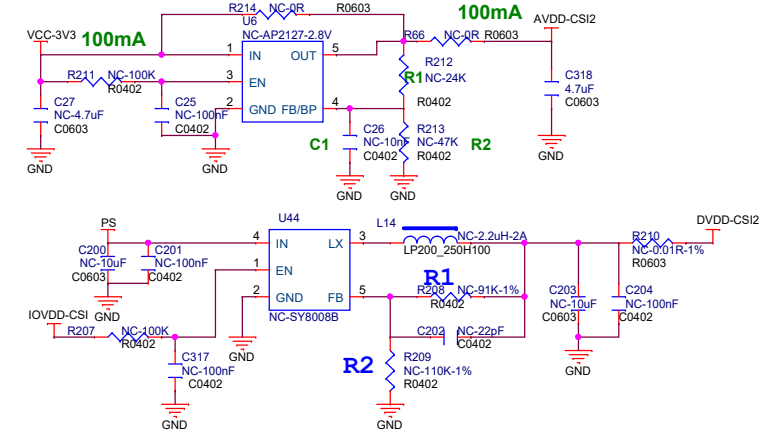 R214 NC-0R R0603
U6
NC-AP2127-2.8V
VCC-3V3
100mA
1 IN OUT 5
3 EN
2 GND FB/BP 4
R211 NC-100K
R0402
C27
NC-4.7uF
C0603
GND
C25
NC-100nF
C0402
GND
100mA
R66 NC-0R R0603
AVDD-CSI2
R212
R1 NC-24K
R0402
C318
4.7uF
C0603
GND
C1
C26
NC-10nF
C0402
GND
R213
NC-47K
R0402
R2
GND
PS
U44
4 IN LX 3
1 EN
2 GND FB 5
NC-SY8008B
C200
NC-10uF
C0603
GND
C201
NC-100nF
C0402
IOVDD-CSI
R207 NC-100K
R0402
C317
NC-100nF
C0402
GND
GND
L14
NC-2.2uH-2A
LP200_250H100
R1
R208 NC-91K-1%
R0402
C202 NC-22pF
C0402
R2
R209
NC-110K-1%
R0402
GND
DVDD-CSI2
R210
NC-0.01R-1%
R0603
C203
NC-10uF
C0603
C204
NC-100nF
C0402
GND